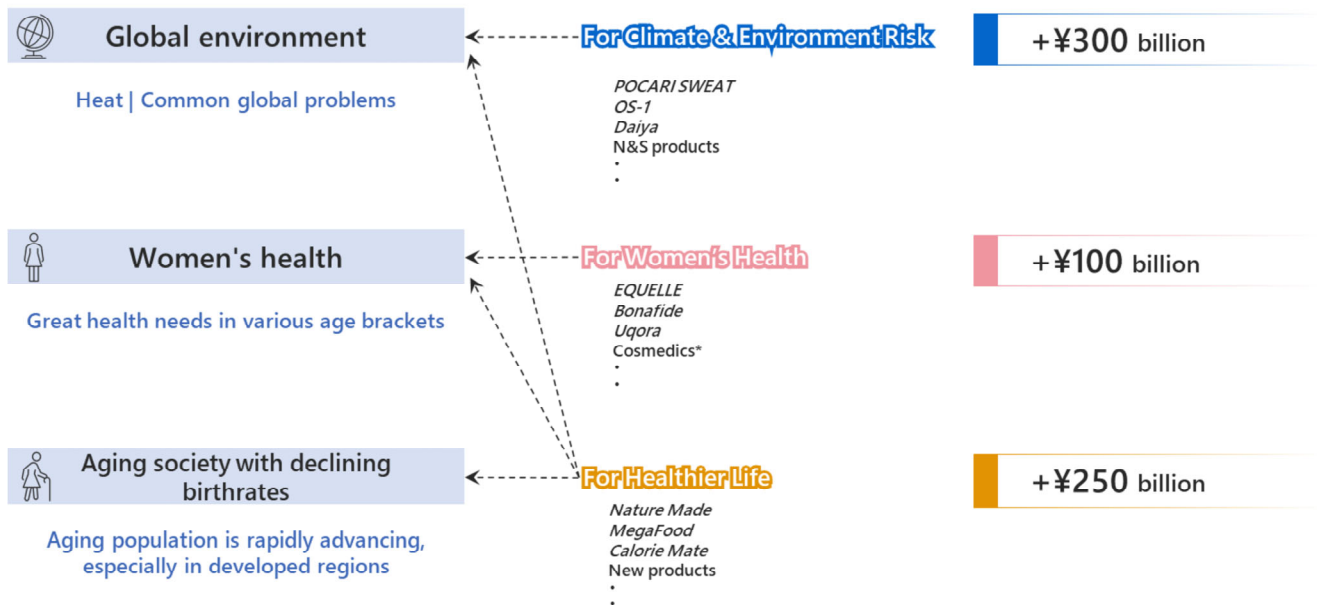 Global environment
For Climate & Environment Risk
+¥300 billion
Heat | Common global problems
POCARI SWEAT
OS-1
Daiya
N&S products
.
.
Women's health
For Women's Health
+¥100 billion
Great health needs in various age brackets
EQUELLE
Bonafide
Uqora
Cosmedics*
.
.
Aging society with declining
birthrates
For Healthier Life
+¥250 billion
Aging population is rapidly advancing,
especially in developed regions
Nature Made
MegaFood
Calorie Mate
New products
.
.